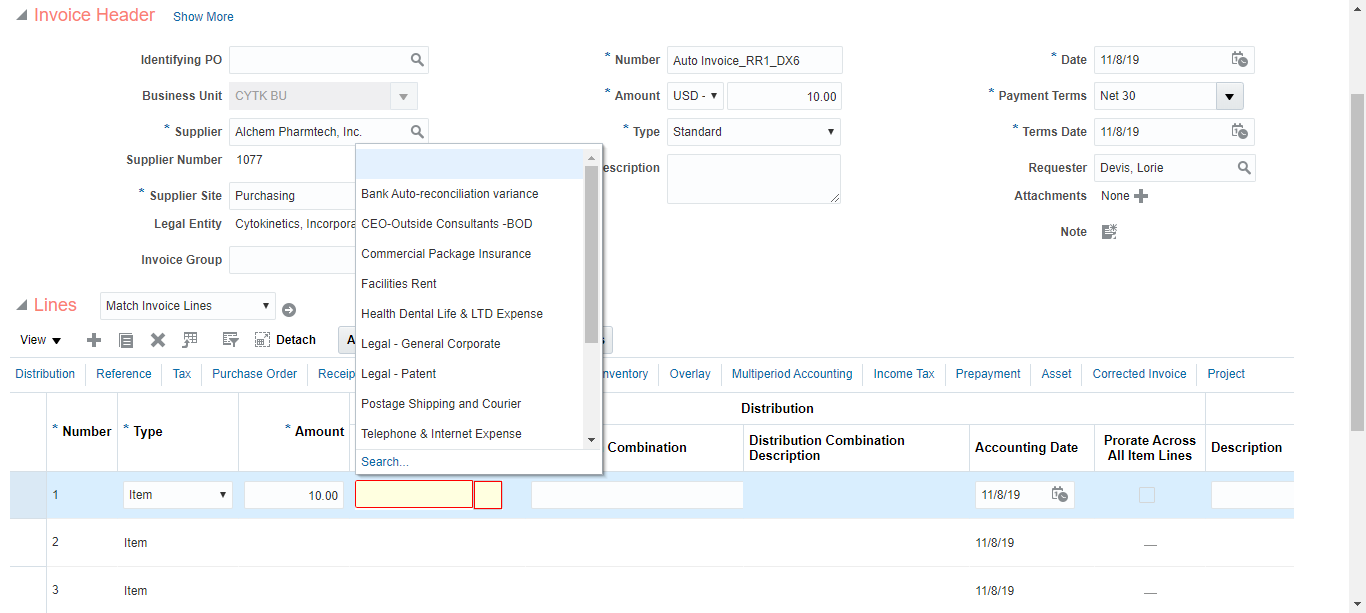 Invoice Header Show More
Identifying PO
* Number Auto Invoice_RR1_DX6
* Date 11/8/19
Business Unit CYTK BU
* Amount USD - 10.00
* Payment Terms Net 30
* Supplier Alchem Pharmtech, Inc.
* Type Standard
* Terms Date 11/8/19
Supplier Number 1077
escription
Requester Devis, Lorie
* Supplier Site Purchasing
Attachments None
Legal Entity Cytokinetics, Incorpora
Note
Invoice Group
Bank Auto-reconciliation variance
CEO-Outside Consultants -BOD
Commercial Package Insurance
Facilities Rent
Health Dental Life & LTD Expense
Legal - General Corporate
Legal - Patent
Postage Shipping and Courier
Telephone & Internet Expense
Search...
Lines Match Invoice Lines
View Detach A
Distribution Reference Tax Purchase Order Receip nventory Overlay Multiperiod Accounting Income Tax Prepayment Asset Corrected Invoice Project
Distribution
* Number * Type * Amount Combination Distribution Combination Description Accounting Date Prorate Across All Item Lines Description
1 Item 10.00 11/8/19
2 Item 11/8/19 —
3 Item 11/8/19 —